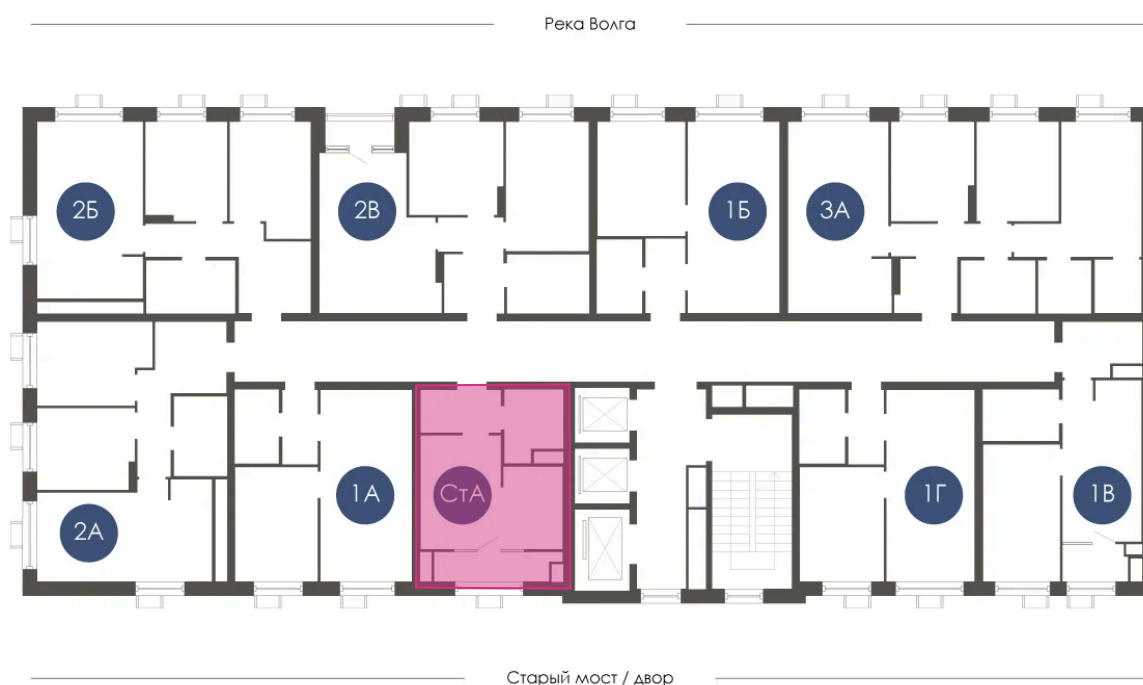 Река Волга
2Б
2В
1Б
3А
2А
1А
СтА
1Г
1В
Старый мост / двор